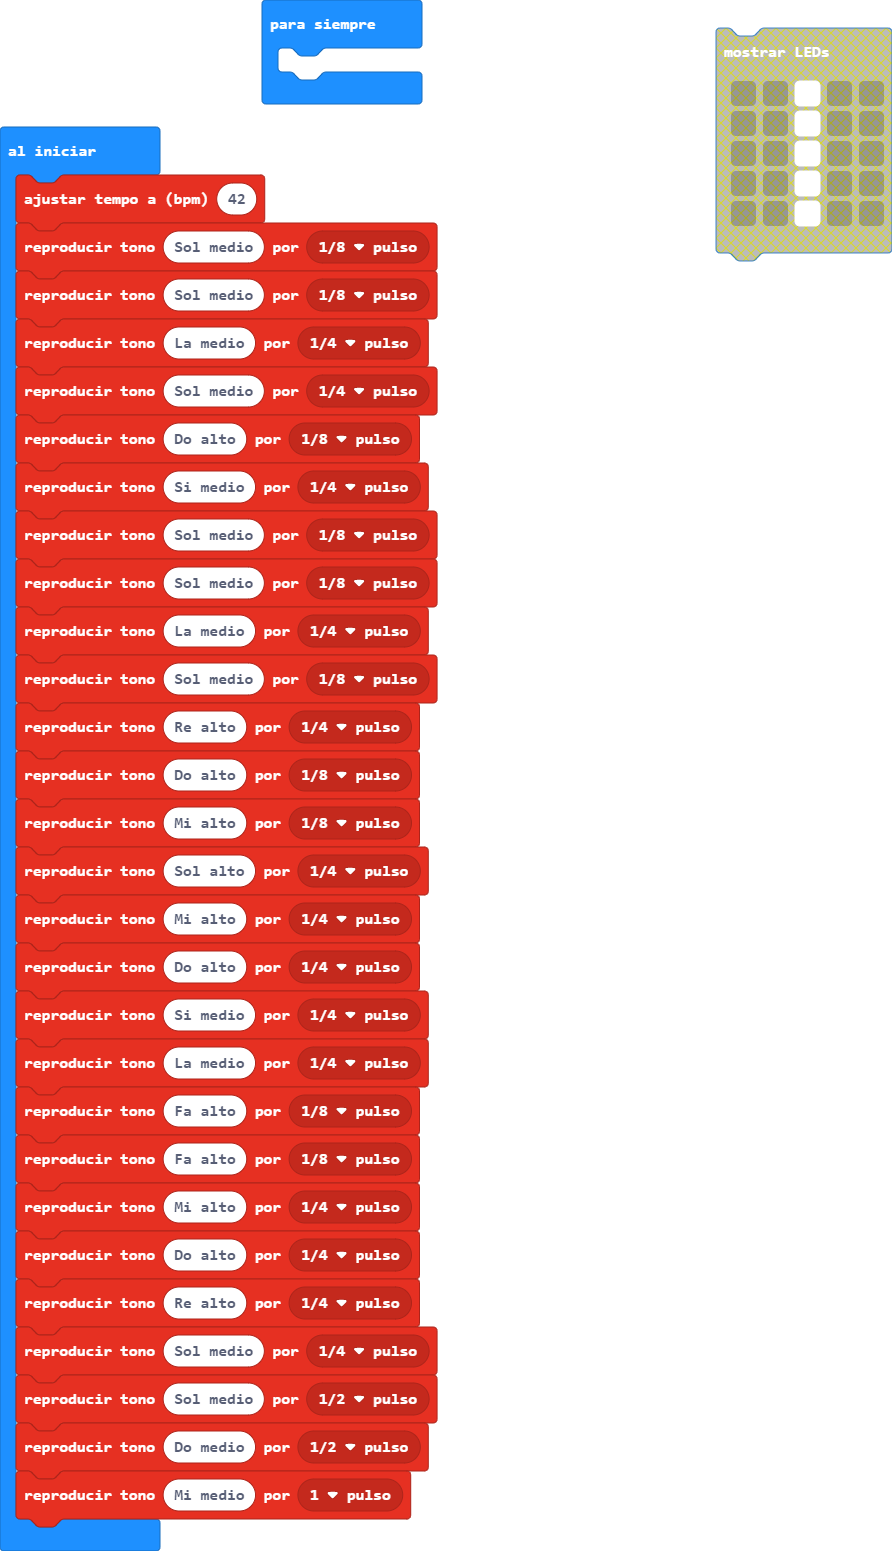 para siempre
mostrar LEDs
al iniciar
ajustar tempo a (bpm) 42
reproducir tono Sol medio por 1/8 pulso
reproducir tono Sol medio por 1/8 pulso
reproducir tono La medio por 1/4 pulso
reproducir tono Sol medio por 1/4 pulso
reproducir tono Do alto por 1/8 pulso
reproducir tono Si medio por 1/4 pulso
reproducir tono Sol medio por 1/8 pulso
reproducir tono Sol medio por 1/8 pulso
reproducir tono La medio por 1/4 pulso
reproducir tono Sol medio por 1/8 pulso
reproducir tono Re alto por 1/4 pulso
reproducir tono Do alto por 1/8 pulso
reproducir tono Mi alto por 1/8 pulso
reproducir tono Sol alto por 1/4 pulso
reproducir tono Mi alto por 1/4 pulso
reproducir tono Do alto por 1/4 pulso
reproducir tono Si medio por 1/4 pulso
reproducir tono La medio por 1/4 pulso
reproducir tono Fa alto por 1/8 pulso
reproducir tono Fa alto por 1/8 pulso
reproducir tono Mi alto por 1/4 pulso
reproducir tono Do alto por 1/4 pulso
reproducir tono Re alto por 1/4 pulso
reproducir tono Sol medio por 1/4 pulso
reproducir tono Sol medio por 1/2 pulso
reproducir tono Do medio por 1/2 pulso
reproducir tono Mi medio por 1 pulso